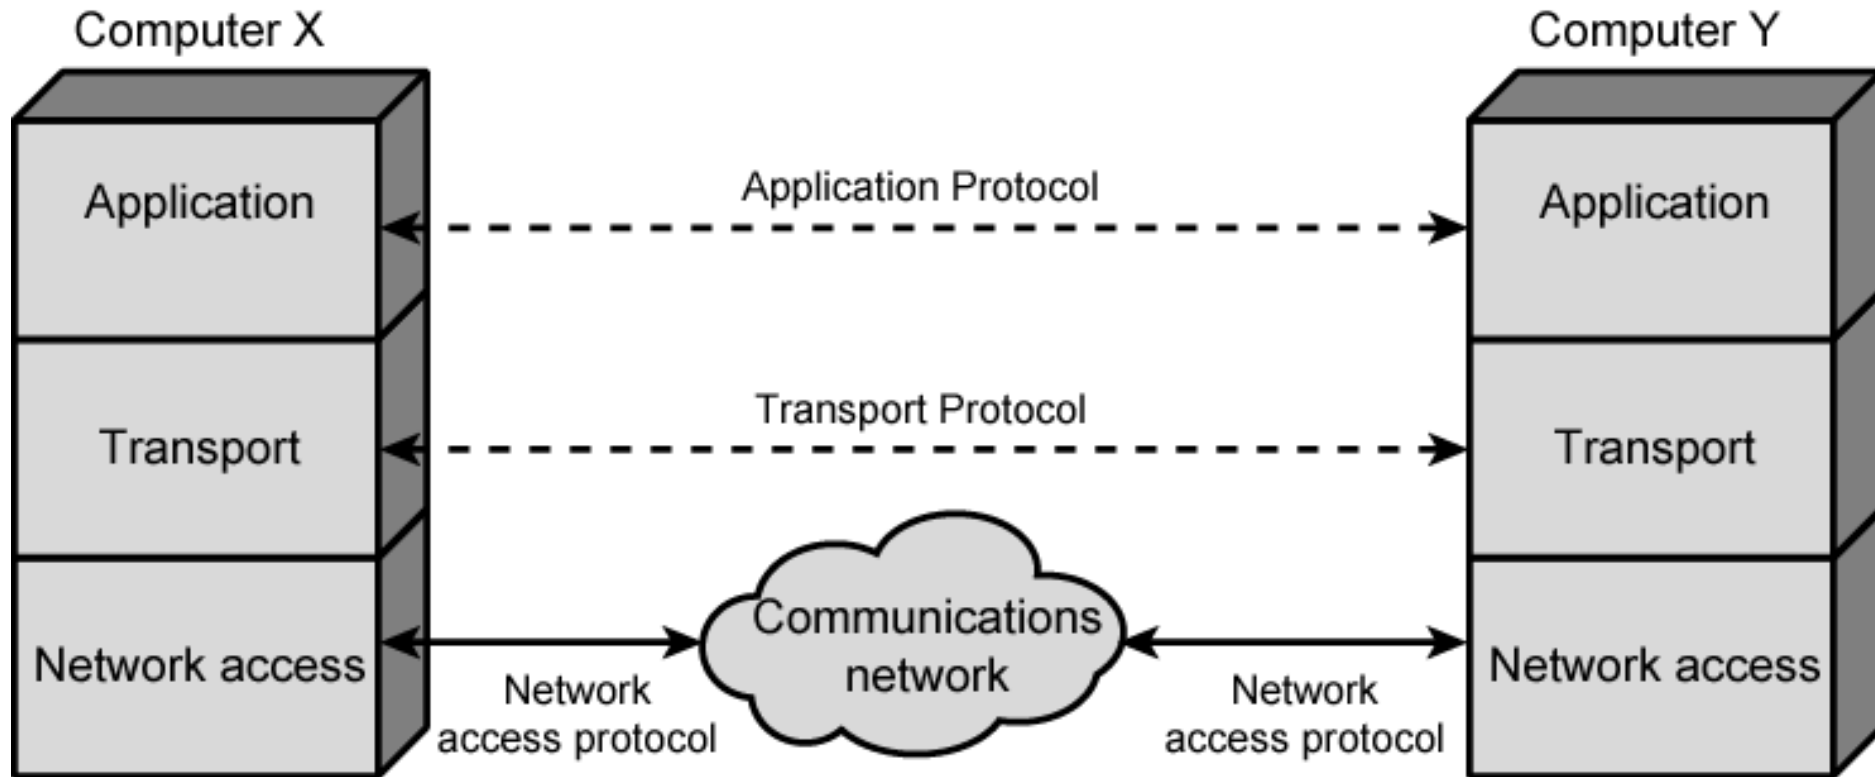 Computer X
Computer Y
Application
Application Protocol
Application
Transport
Transport Protocol
Transport
Network access
Network
access protocol
Communications
network
Network
access protocol
Network access